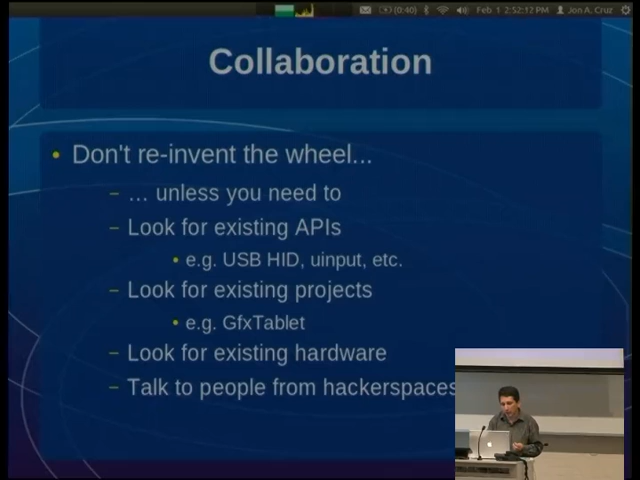 (0:40) Feb 1 2:52:12 PM Jon A. Cruz
Collaboration
• Don't re-invent the wheel...
– ... unless you need to
– Look for existing APIs
• e.g. USB HID, uinput, etc.
– Look for existing projects
• e.g. GfxTablet
– Look for existing hardware
– Talk to people from hackerspaces